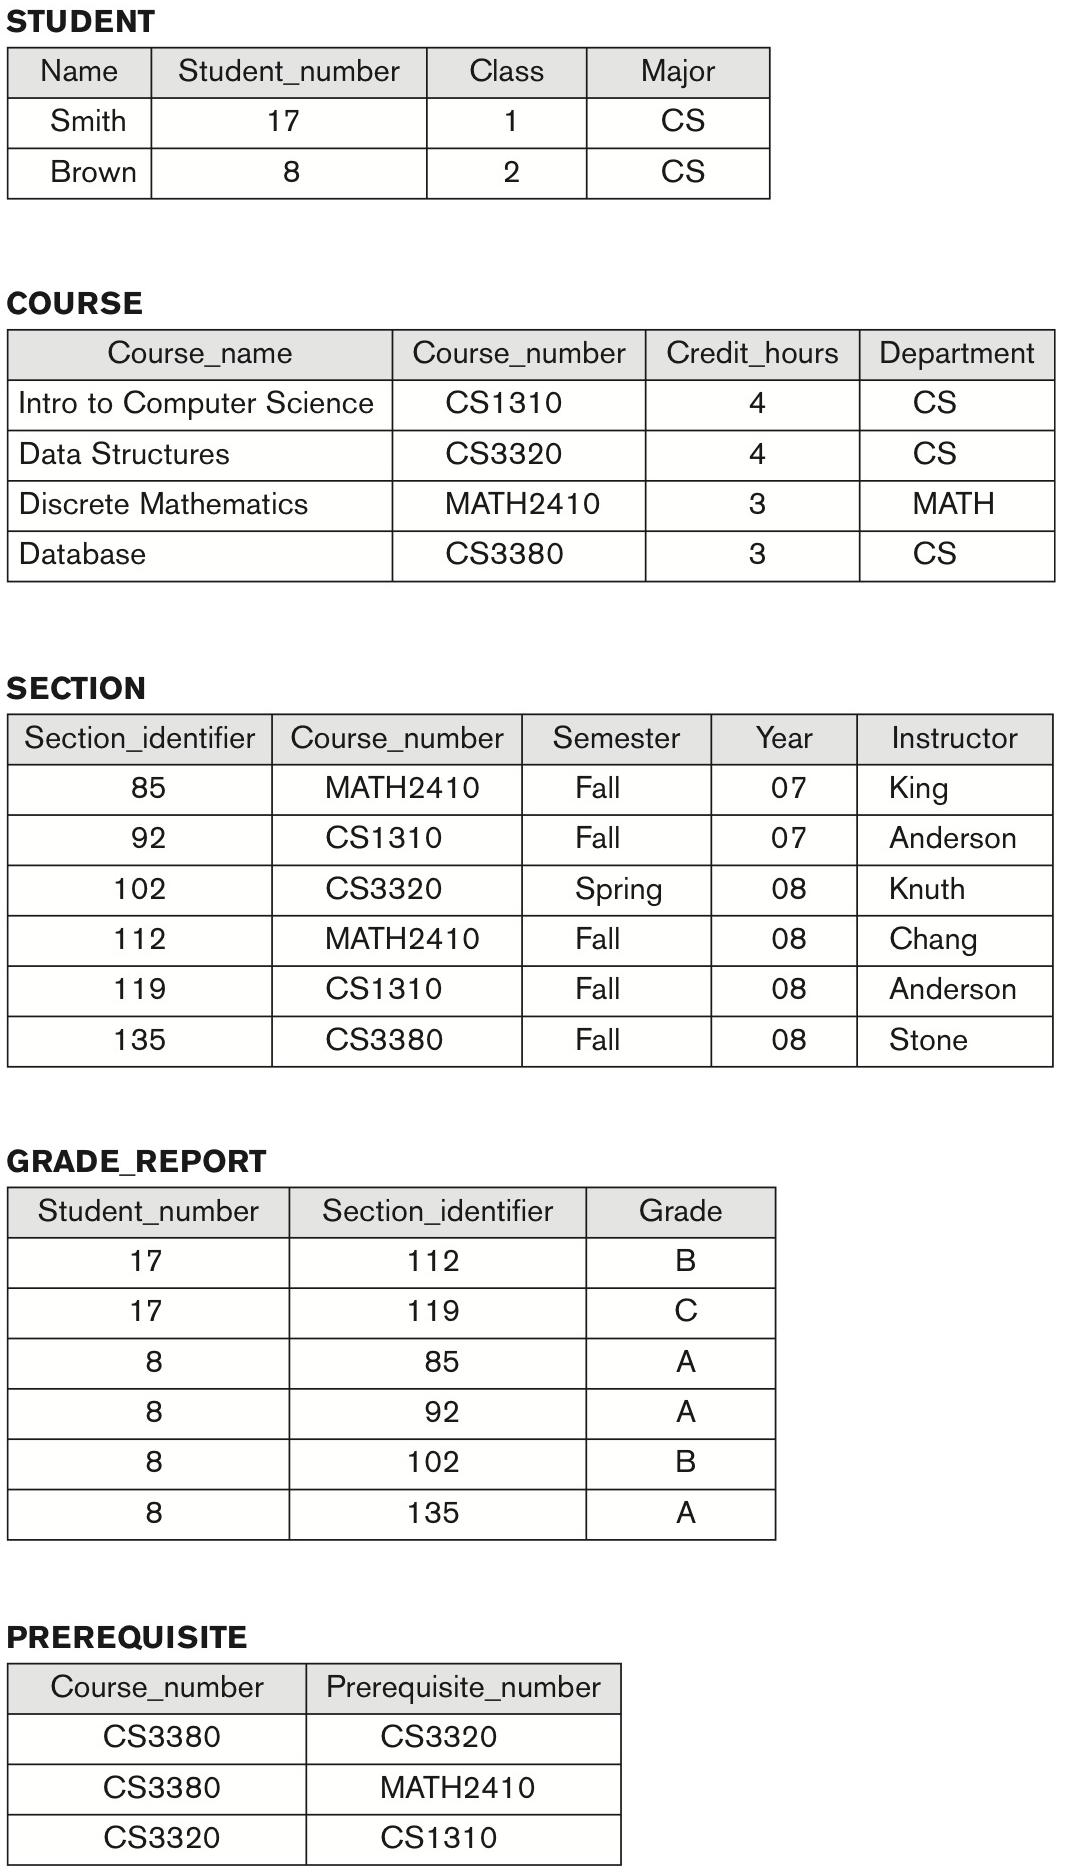 STUDENT
Name Student_number Class Major
Smith 17 1 CS
Brown 8 2 CS
COURSE
Course_name Course_number Credit_hours Department
Intro to Computer Science CS1310 4 CS
Data Structures CS3320 4 CS
Discrete Mathematics MATH2410 3 MATH
Database CS3380 3 CS
SECTION
Section_identifier Course_number Semester Year Instructor
85 MATH2410 Fall 07 King
92 CS1310 Fall 07 Anderson
102 CS3320 Spring 08 Knuth
112 MATH2410 Fall 08 Chang
119 CS1310 Fall 08 Anderson
135 CS3380 Fall 08 Stone
GRADE_REPORT
Student_number Section_identifier Grade
17 112 B
17 119 C
8 85 A
8 92 A
8 102 B
8 135 A
PREREQUISITE
Course_number Prerequisite_number
CS3380 CS3320
CS3380 MATH2410
CS3320 CS1310